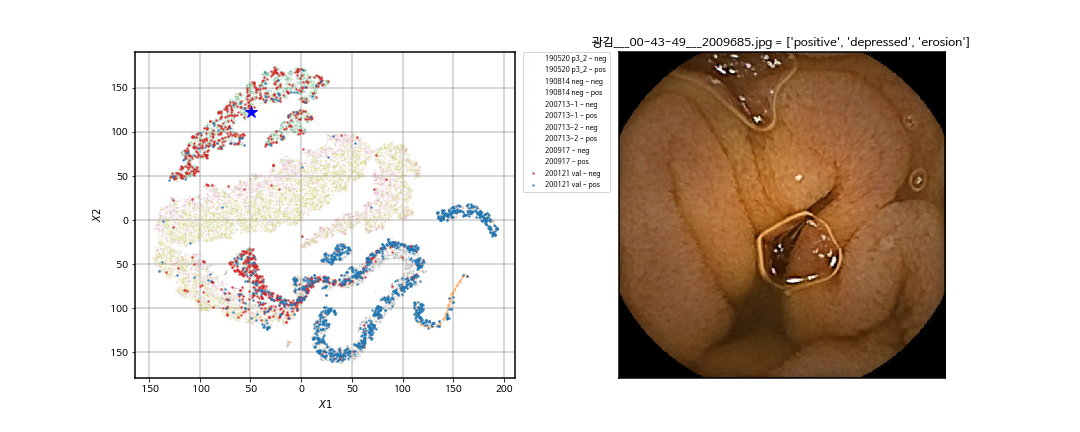 광김___00-43-49___2009685.jpg = ['positive', 'depressed', 'erosion']
190520 p3_2 - neg
190520 p3_2 - pos
190814 neg - neg
190814 neg - pos
200713-1 - neg
200713-1 - pos
200713-2 - neg
200713-2 - pos
200917 - neg
200917 - pos
200121 val - neg
200121 val - pos
150
100
50
0
50
100
150
X2
150 100 50 0 50 100 150 200
X1